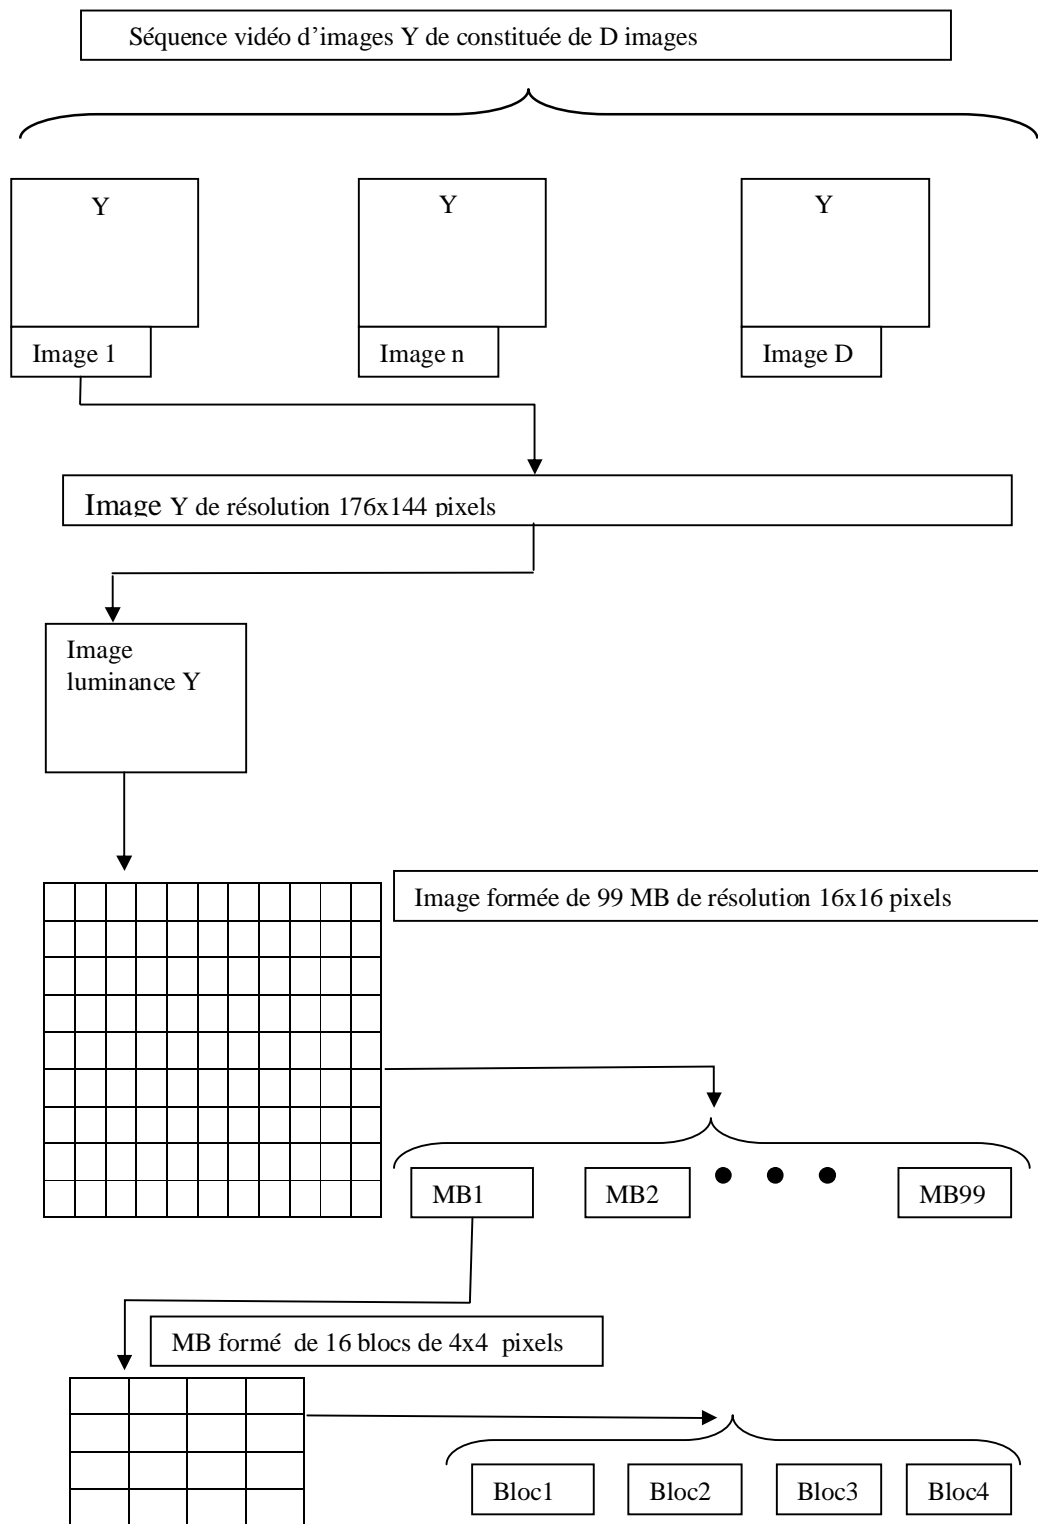 Séquence vidéo d’images Y de constituée de D images
Y
Y
Y
Image 1
Image n
Image D
Image Y de résolution 176x144 pixels
Image
luminance Y
Image formée de 99 MB de résolution 16x16 pixels
MB1
MB2
MB99
MB formé de 16 blocs de 4x4 pixels
Bloc1
Bloc2
Bloc3
Bloc4